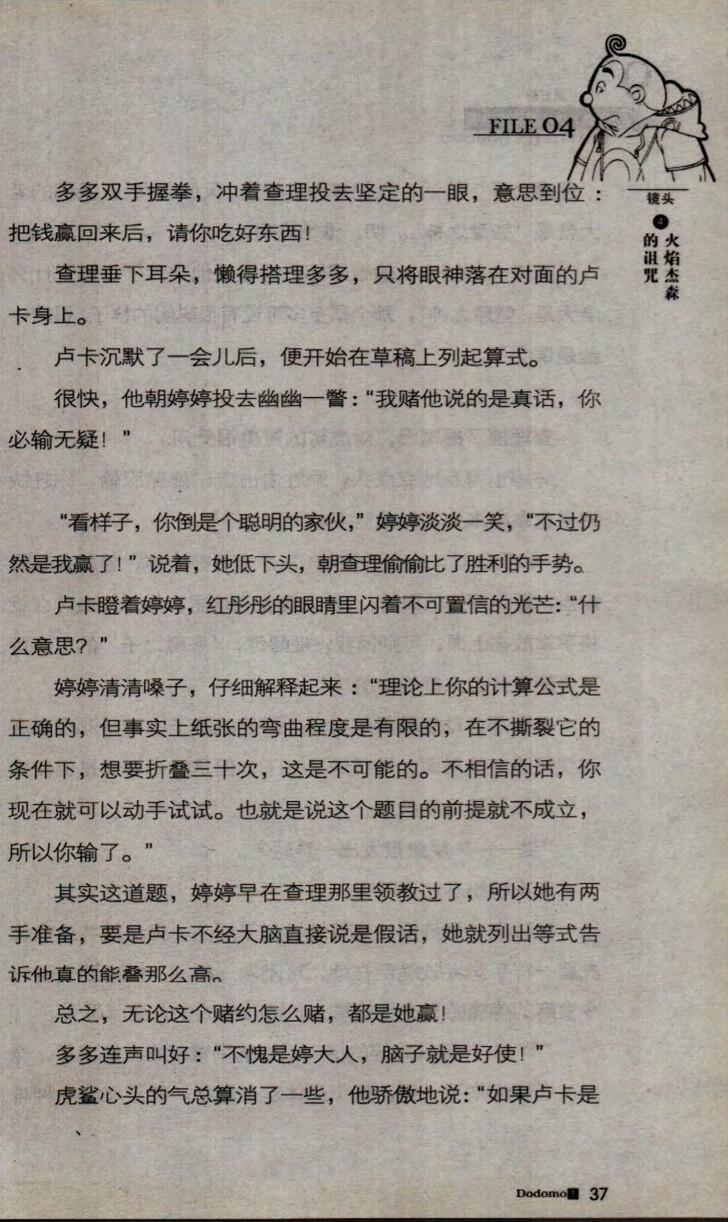 FILE 04
镜头
4
火焰杰森
的诅咒
多多双手握拳，冲着查理投去坚定的一眼，意思到位：
把钱赢回来后，请你吃好东西！
查理垂下耳朵，懒得搭理多多，只将眼神落在对面的卢
卡身上。
卢卡沉默了一会儿后，便开始在草稿上列起算式。
很快，他朝婷婷投去幽幽一瞥：“我赌他说的是真话，你
必输无疑！”
“看样子，你倒是个聪明的家伙，”婷婷淡淡一笑，“不过仍
然是我赢了！”说着，她低下头，朝查理偷偷比了胜利的手势。
卢卡瞪着婷婷，红彤彤的眼睛里闪着不可置信的光芒：“什
么意思？”
婷婷清清嗓子，仔细解释起来：“理论上你的计算公式是
正确的，但事实上纸张的弯曲程度是有限的，在不撕裂它的
条件下，想要折叠三十次，这是不可能的。不相信的话，你
现在就可以动手试试。也就是说这个题目的前提就不成立，
所以你输了。”
其实这道题，婷婷早在查理那里领教过了，所以她有两
手准备，要是卢卡不经大脑直接说是假话，她就列出等式告
诉他真的能叠那么高。
总之，无论这个赌约怎么赌，都是她赢！
多多连声叫好：“不愧是婷大人，脑子就是好使！”
虎鲨心头的气总算消了一些，他骄傲地说：“如果卢卡是
Dodomo 37